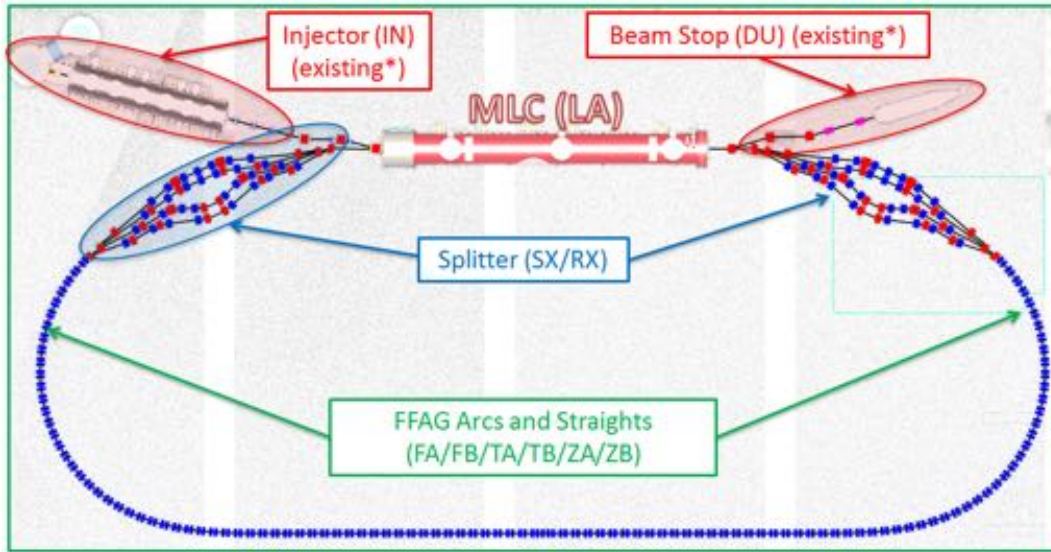 Injector (IN)
(existing*)
Beam Stop (DU) (existing*)
MLC (LA)
Splitter (SX/RX)
FFAG Arcs and Straights
(FA/FB/TA/TB/ZA/ZB)